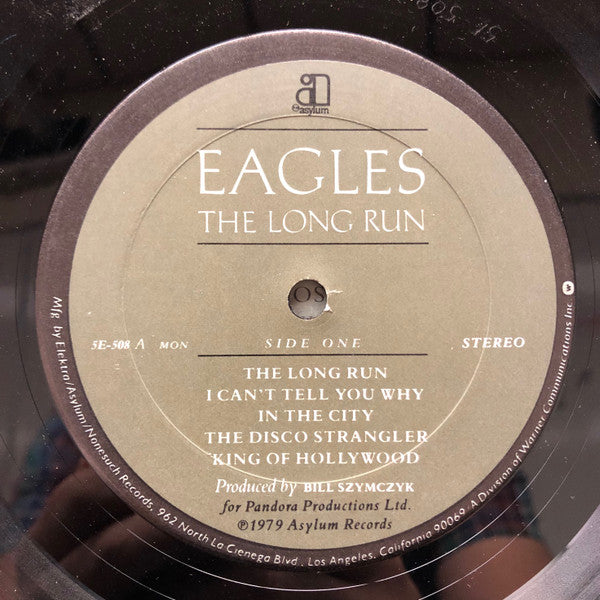 asylum
EAGLES
THE LONG RUN
OS
5E-508 A MON SIDE ONE STEREO
THE LONG RUN
I CAN'T TELL YOU WHY
IN THE CITY
THE DISCO STRANGLER
KING OF HOLLYWOOD
Produced by BILL SZYMCZYK
for Pandora Productions Ltd.
℗1979 Asylum Records
Mfg. by Elektra/Asylum/Nonesuch Records, 962 North La Cienega Blvd., Los Angeles, California 90069 A Division of Warner Communications Inc.
5E-508